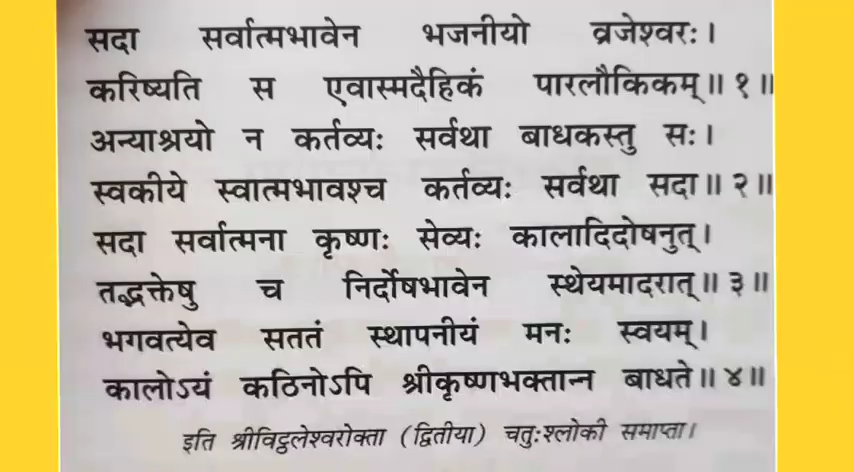 सदा सर्वात्मभावेन भजनीयो व्रजेश्वरः।
करिष्यति स एवास्मदैहिकं पारलौकिकम्॥ १॥
अन्याश्रयो न कर्तव्यः सर्वथा बाधकस्तु सः।
स्वकीये स्वात्मभावश्च कर्तव्यः सर्वथा सदा॥ २॥
सदा सर्वात्मना कृष्णः सेव्यः कालादिदोषनुत्।
तद्भक्तेषु च निर्दोषभावेन स्थेयमादरात्॥ ३॥
भगवत्येव सततं स्थापनीयं मनः स्वयम्।
कालोऽयं कठिनोऽपि श्रीकृष्णभक्तान्न बाधते॥ ४॥
इति श्रीविट्ठलेश्वरोक्ता (द्वितीया) चतुःश्लोकी समाप्ता।